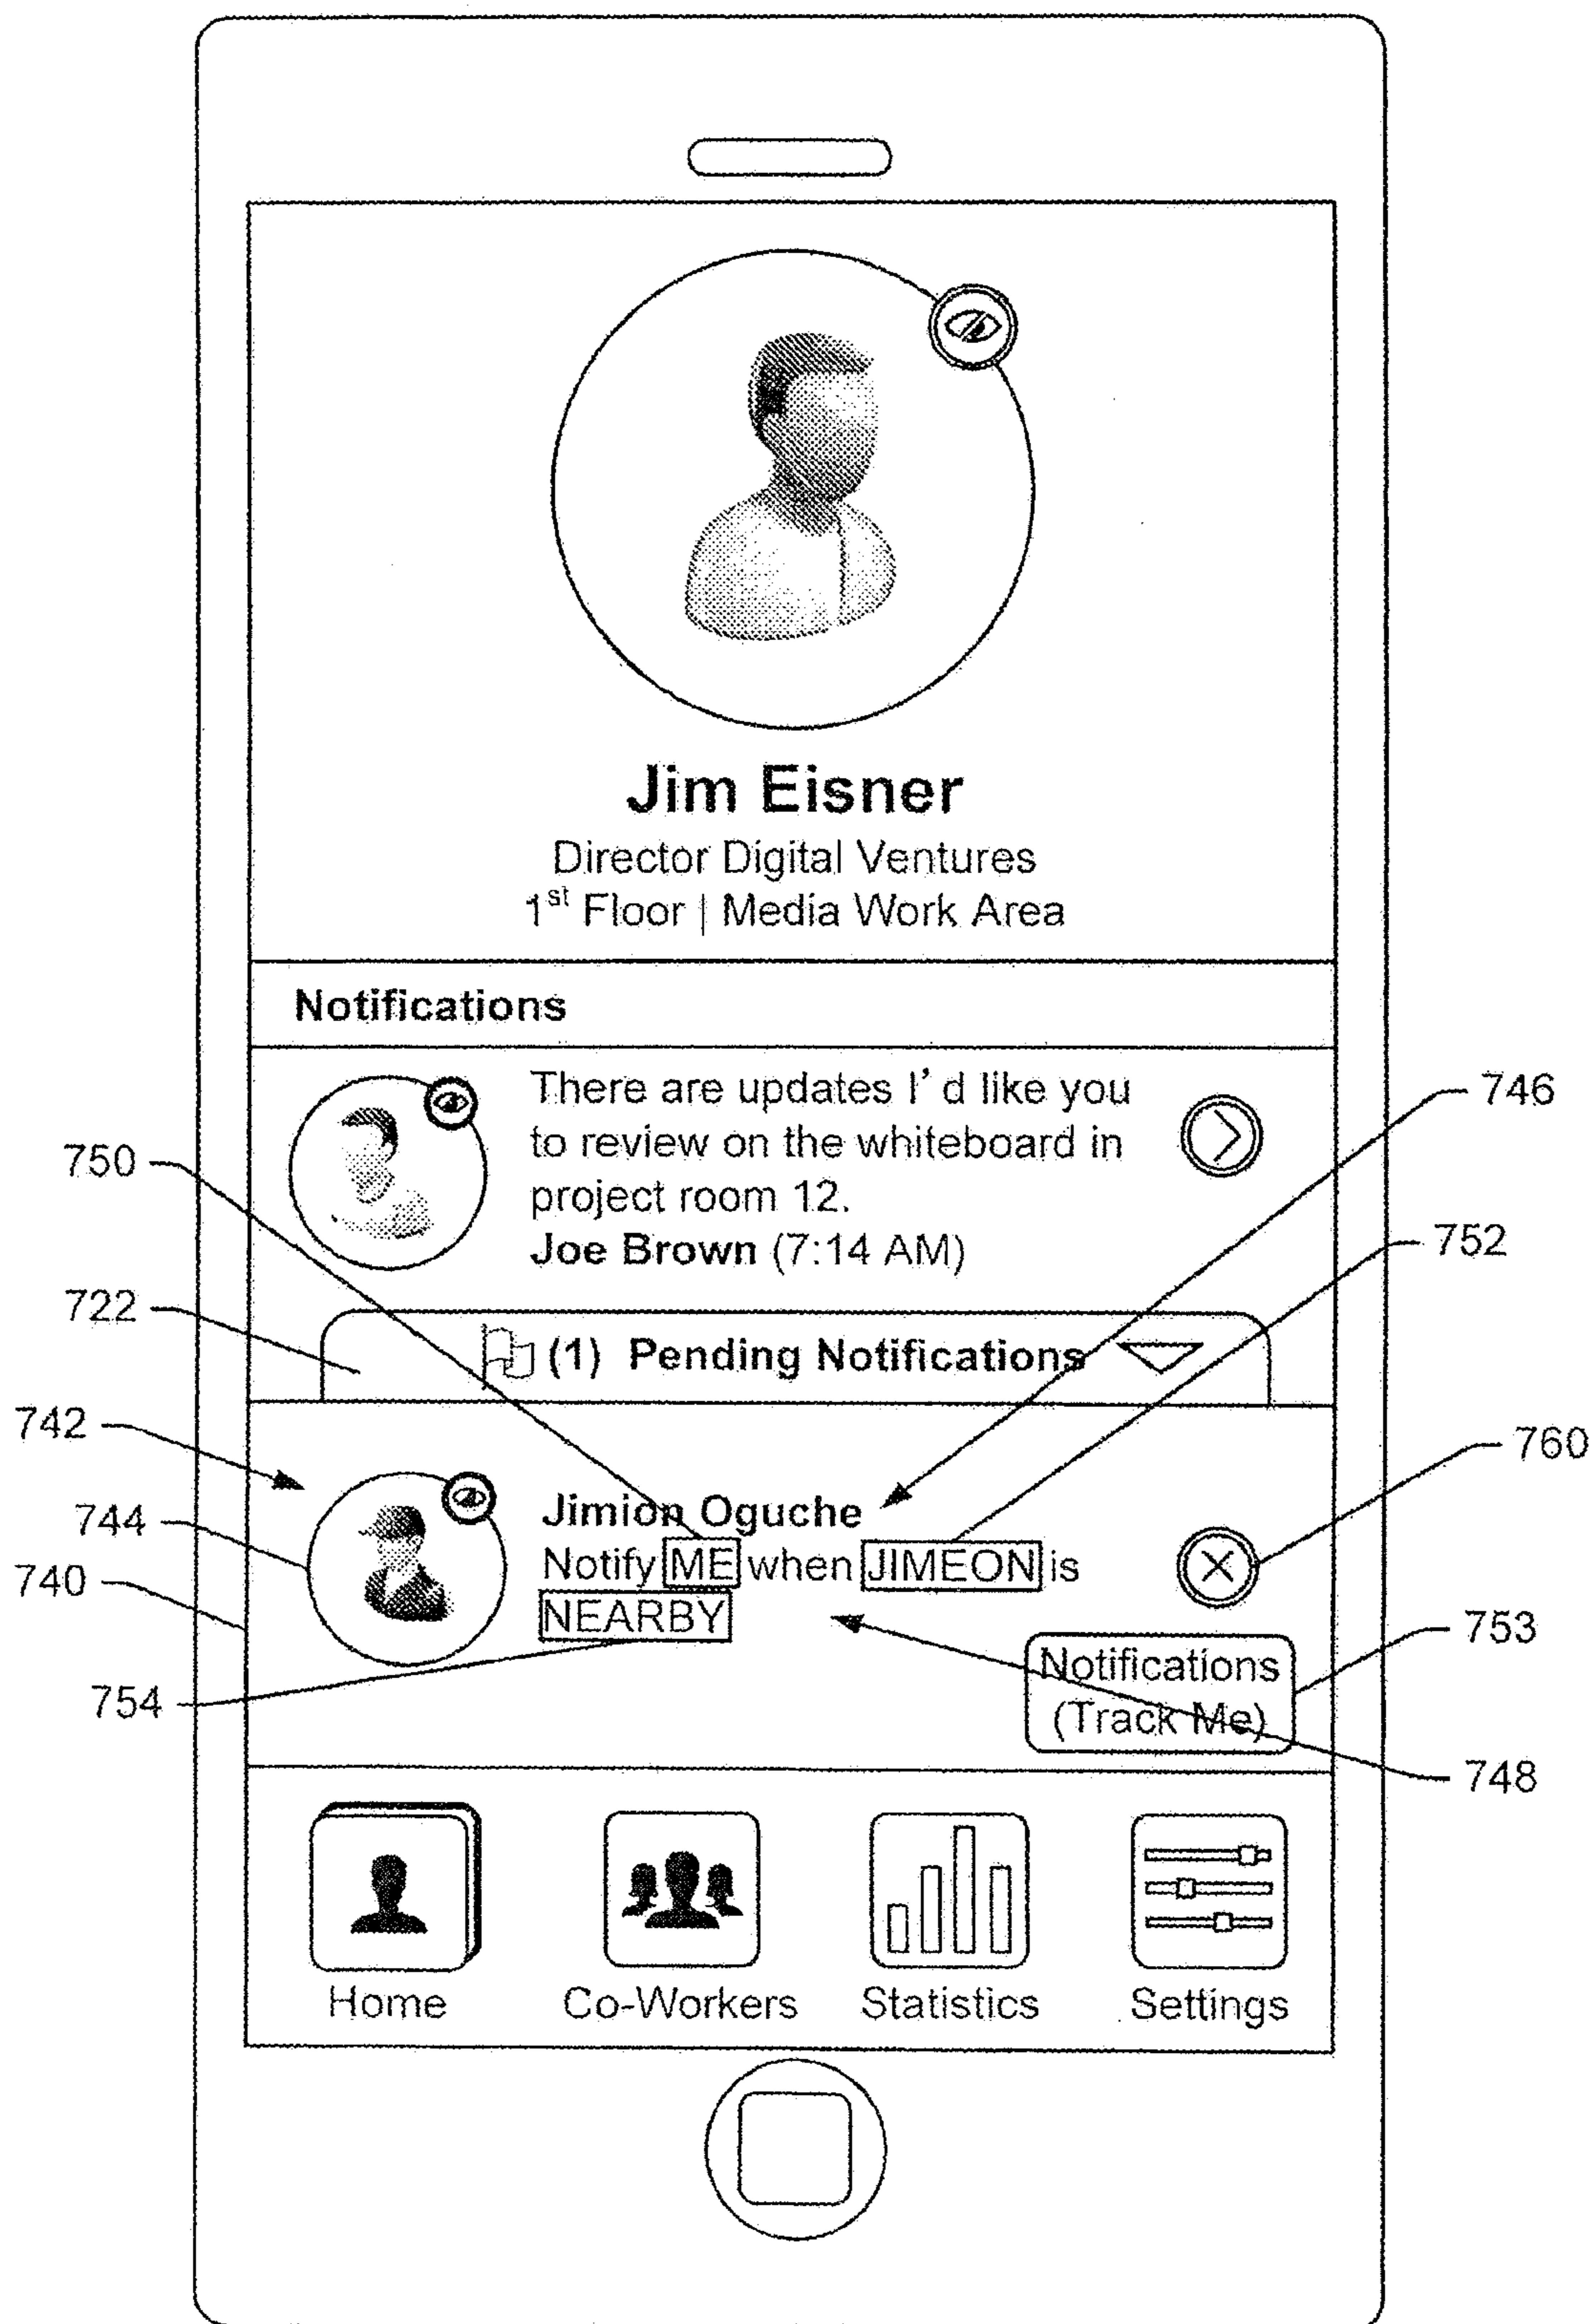 Jim Eisner
Director Digital Ventures
1st Floor | Media Work Area
Notifications
There are updates I'd like you
to review on the whiteboard in
project room 12.
Joe Brown (7:14 AM)
(1) Pending Notifications
Jimion Oguche
Notify ME when JIMEON is
NEARBY
Notifications
(Track Me)
Home
Co-Workers
Statistics
Settings
750
722
742
744
740
754
746
752
760
753
748